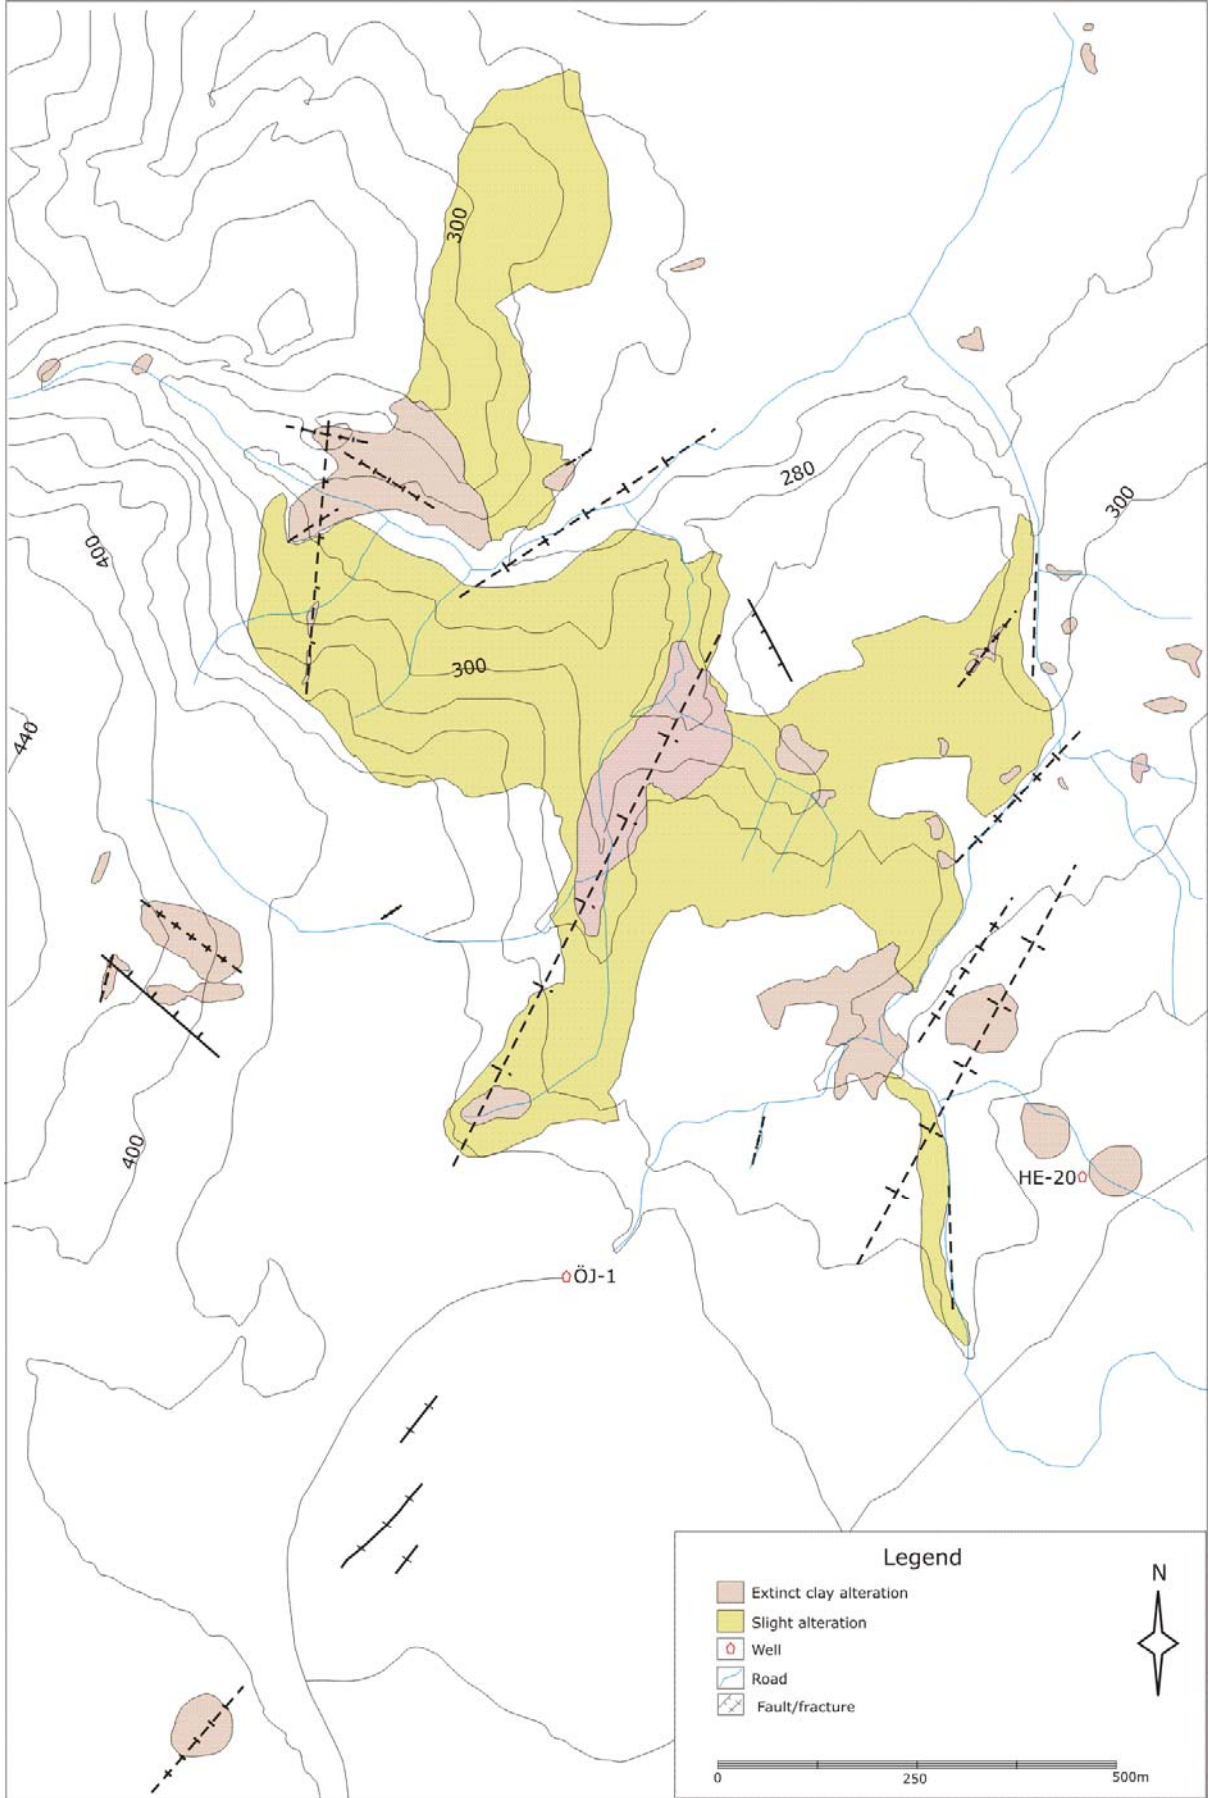 300
280
300
400
300
440
400
HE-20
ÖJ-1
Legend
N
Extinct clay alteration
Slight alteration
Well
Road
Fault/fracture
0 250 500m